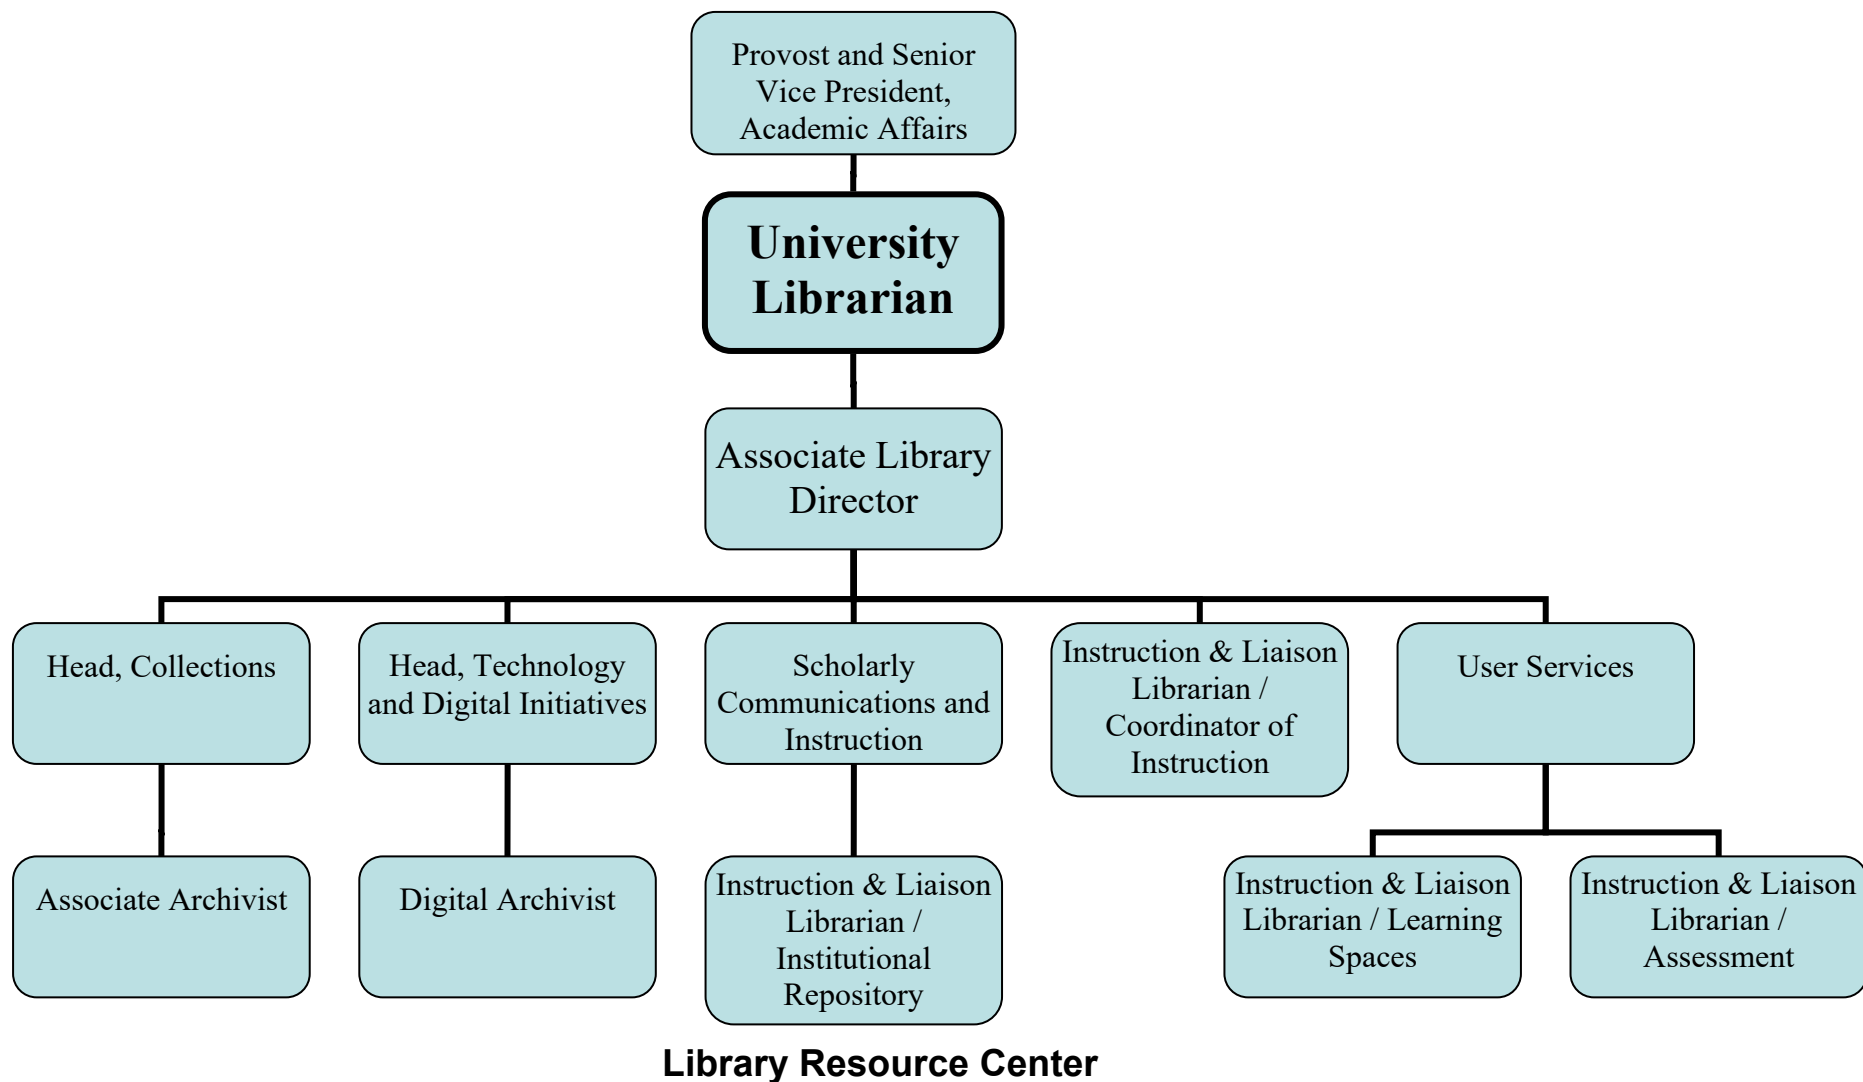 Provost and Senior
Vice President,
Academic Affairs
University
Librarian
Associate Library
Director
Head, Collections
Head, Technology
and Digital Initiatives
Scholarly
Communications and
Instruction
Instruction & Liaison
Librarian /
Coordinator of
Instruction
User Services
Associate Archivist
Digital Archivist
Instruction & Liaison
Librarian /
Institutional
Repository
Instruction & Liaison
Librarian / Learning
Spaces
Instruction & Liaison
Librarian /
Assessment
Library Resource Center